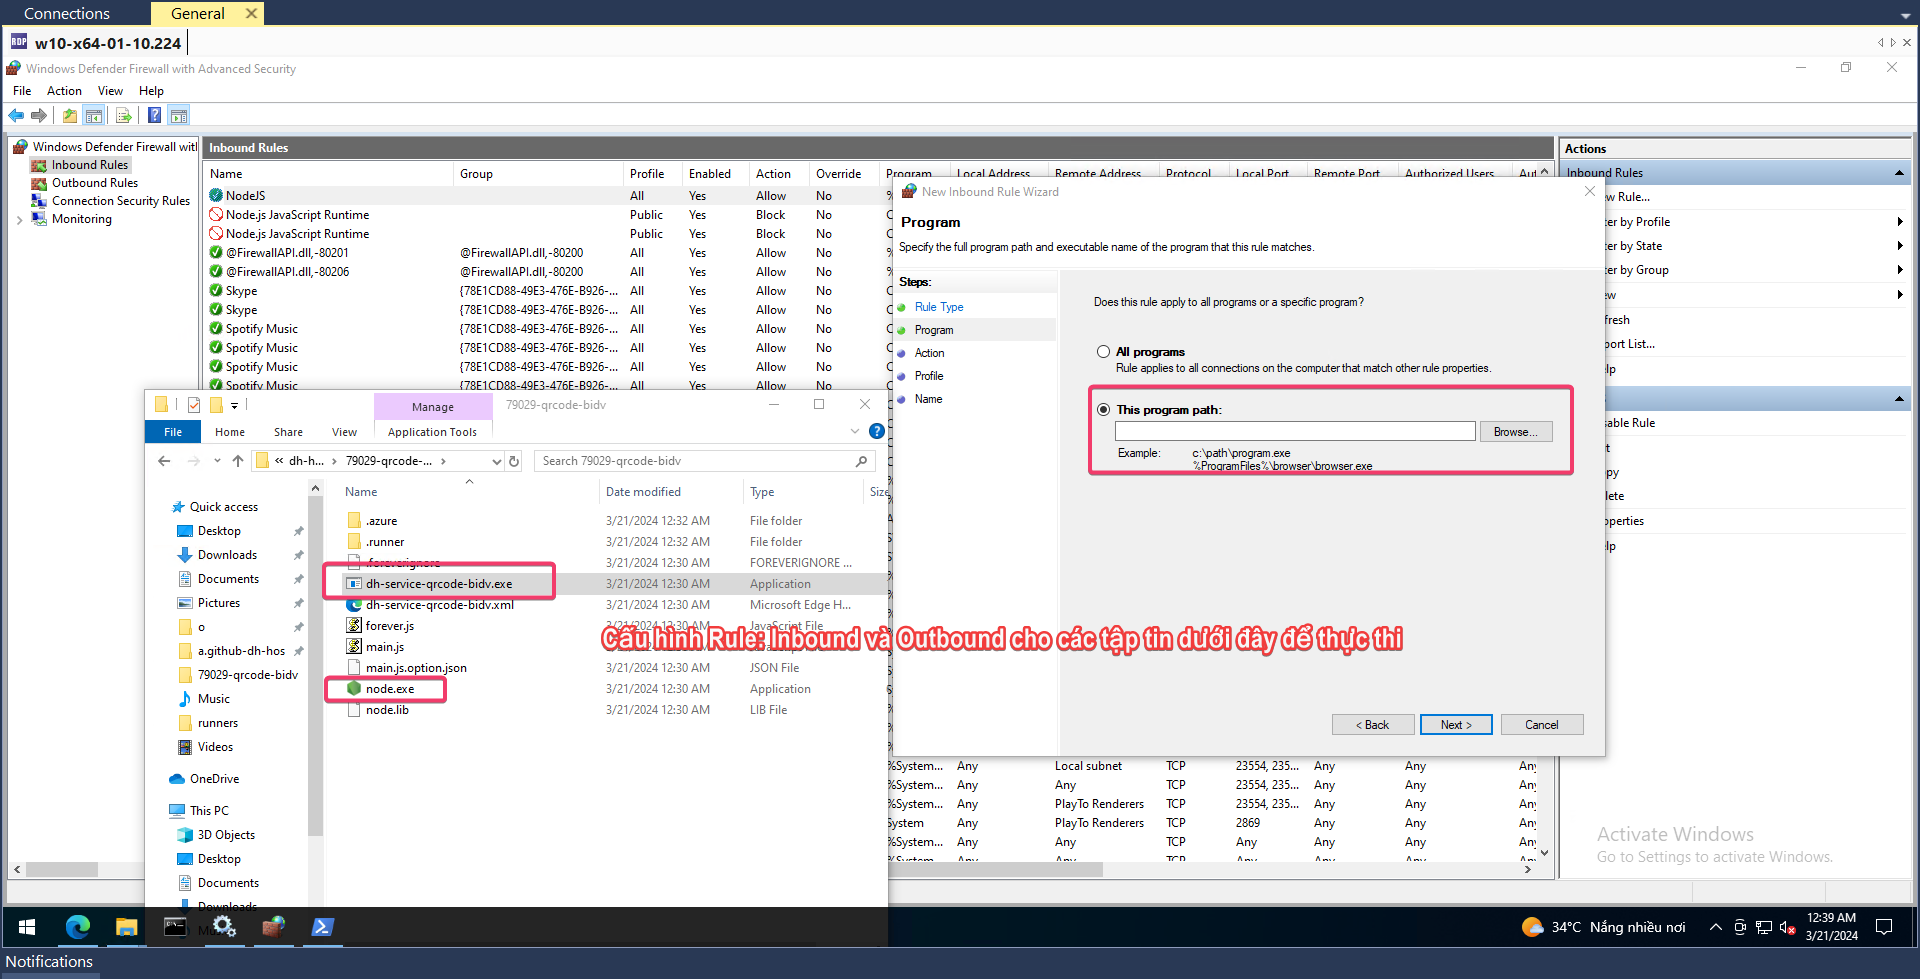 Connections
General
RDP
w10-x64-01-10.224
Windows Defender Firewall with Advanced Security
File Action View Help
Windows Defender Firewall wit
Inbound Rules
Outbound Rules
Connection Security Rules
Monitoring
Inbound Rules
Name Group Profile Enabled Action Override Program Local Address Remote Address Protocol Local Port Remote Port Authorized Users
NodeJS All Yes Allow No
Node.js JavaScript Runtime Public Yes Block No
Node.js JavaScript Runtime Public Yes Block No
@FirewallAPI.dll,-80201 @FirewallAPI.dll,-80200 All Yes Allow No
@FirewallAPI.dll,-80206 @FirewallAPI.dll,-80200 All Yes Allow No
Skype {78E1CD88-49E3-476E-B926-... All Yes Allow No
Skype {78E1CD88-49E3-476E-B926-... All Yes Allow No
Spotify Music {78E1CD88-49E3-476E-B926-... All Yes Allow No
Spotify Music {78E1CD88-49E3-476E-B926-... All Yes Allow No
Spotify Music {78E1CD88-49E3-476E-B926-... All Yes Allow No
Spotify Music {78E1CD88-49E3-476E-B926-... All Yes Allow No
Manage 79029-qrcode-bidv
File Home Share View Application Tools
« dh-h... 79029-qrcode-... Search 79029-qrcode-bidv
Quick access
Desktop
Downloads
Documents
Pictures
o
a.github-dh-hos
79029-qrcode-bidv
Music
runners
Videos
OneDrive
This PC
3D Objects
Desktop
Documents
Downloads
Name Date modified Type Size
.azure 3/21/2024 12:32 AM File folder
.runner 3/21/2024 12:32 AM File folder
.foreverignore 3/21/2024 12:30 AM FOREVERIGNORE ...
dh-service-qrcode-bidv.exe 3/21/2024 12:30 AM Application
dh-service-qrcode-bidv.xml 3/21/2024 12:30 AM Microsoft Edge H...
forever.js 3/21/2024 12:30 AM JavaScript File
main.js
main.js.option.json 3/21/2024 12:30 AM JSON File
node.exe 3/21/2024 12:30 AM Application
node.lib 3/21/2024 12:30 AM LIB File
Cấu hình Rule: Inbound và Outbound cho các tập tin dưới đây để thực thi
New Inbound Rule Wizard
Program
Specify the full program path and executable name of the program that this rule matches.
Steps:
Rule Type
Program
Action
Profile
Name
Does this rule apply to all programs or a specific program?
All programs
Rule applies to all connections on the computer that match other rule properties.
This program path:
Browse...
Example: c:\path\program.exe
%ProgramFiles%\browser\browser.exe
< Back Next > Cancel
%System... Any Local subnet TCP 23554, 235... Any Any Any
%System... Any Any TCP 23554, 235... Any Any Any
%System... Any PlayTo Renderers TCP 23554, 235... Any Any Any
System Any PlayTo Renderers TCP 2869 Any Any Any
%System... Any Any TCP Any Any Any Any
Actions
Inbound Rules
w Rule...
er by Profile
er by State
er by Group
ew
fresh
port List...
lp
able Rule
t
py
lete
operties
lp
Activate Windows
Go to Settings to activate Windows.
34°C Nắng nhiều nơi
12:39 AM
3/21/2024
Notifications